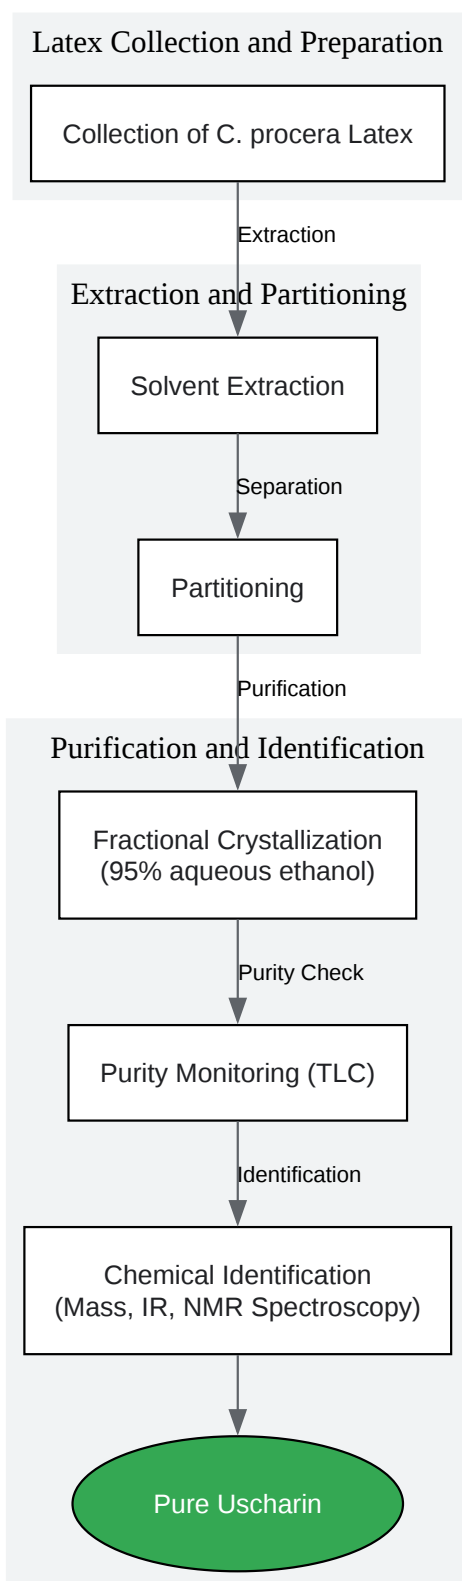 Latex Collection and Preparation
Collection of C. procera Latex
Extraction
Extraction and Partitioning
Solvent Extraction
Separation
Partitioning
Purification
Purification and Identification
Fractional Crystallization
(95% aqueous ethanol)
Purity Check
Purity Monitoring (TLC)
Identification
Chemical Identification
(Mass, IR, NMR Spectroscopy)
Pure Uscharin